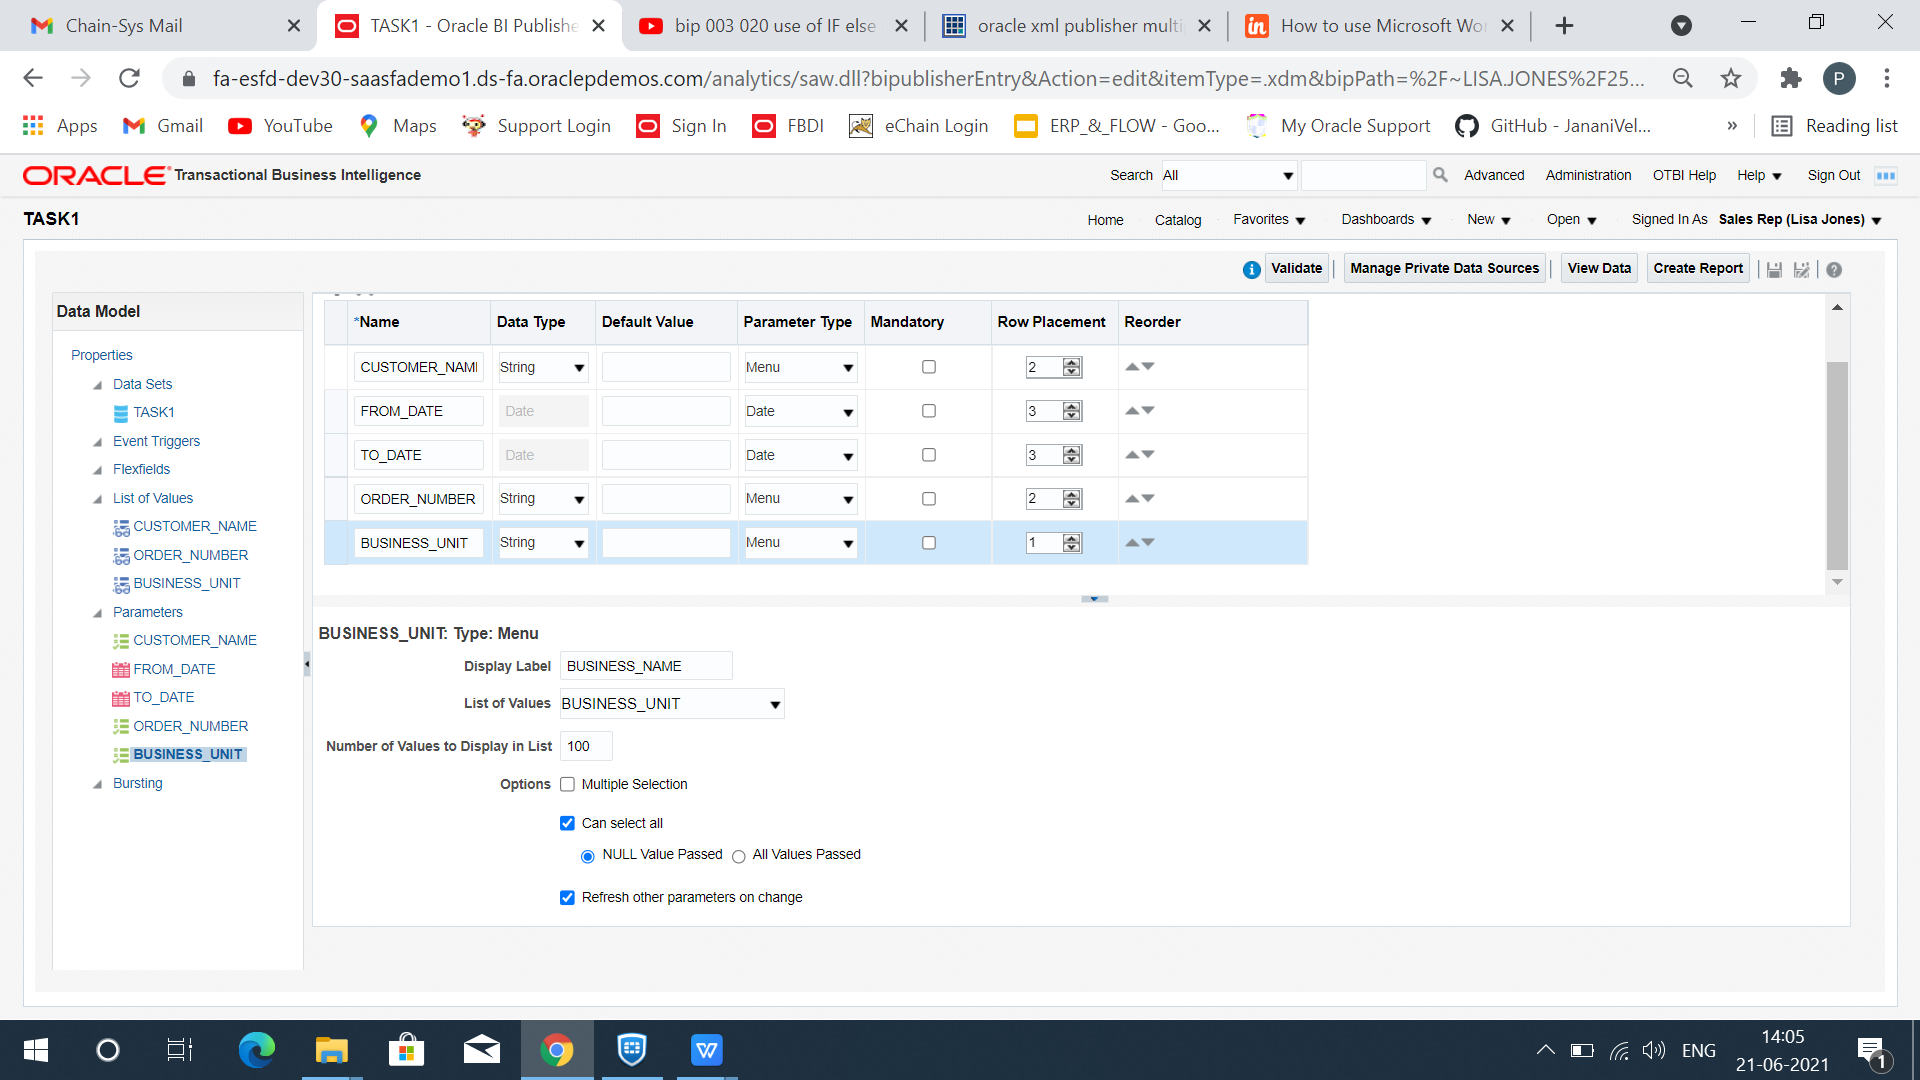 Chain-Sys Mail
TASK1 - Oracle BI Publishe
bip 003 020 use of IF else
oracle xml publisher multi
How to use Microsoft Wo
fa-esfd-dev30-saasfademo1.ds-fa.oraclepdemos.com/analytics/saw.dll?bipublisherEntry&Action=edit&itemType=.xdm&bipPath=%2F~LISA.JONES%2F25...
P
Apps
Gmail
YouTube
Maps
Support Login
Sign In
FBDI
eChain Login
ERP_&_FLOW - Goo...
My Oracle Support
GitHub - JananiVel...
»
Reading list
ORACLE Transactional Business Intelligence
Search All
Advanced
Administration
OTBI Help
Help
Sign Out
TASK1
Home
Catalog
Favorites
Dashboards
New
Open
Signed In As Sales Rep (Lisa Jones)
Validate
Manage Private Data Sources
View Data
Create Report
Data Model
Properties
Data Sets
TASK1
Event Triggers
Flexfields
List of Values
CUSTOMER_NAME
ORDER_NUMBER
BUSINESS_UNIT
Parameters
CUSTOMER_NAME
FROM_DATE
TO_DATE
ORDER_NUMBER
BUSINESS_UNIT
Bursting
*Name Data Type Default Value Parameter Type Mandatory Row Placement Reorder
CUSTOMER_NAM String Menu 2
FROM_DATE Date Date 3
TO_DATE Date Date 3
ORDER_NUMBER String Menu 2
BUSINESS_UNIT String Menu 1
BUSINESS_UNIT: Type: Menu
Display Label BUSINESS_NAME
List of Values BUSINESS_UNIT
Number of Values to Display in List 100
Options Multiple Selection
Can select all
NULL Value Passed All Values Passed
Refresh other parameters on change
ENG
14:05
21-06-2021
1